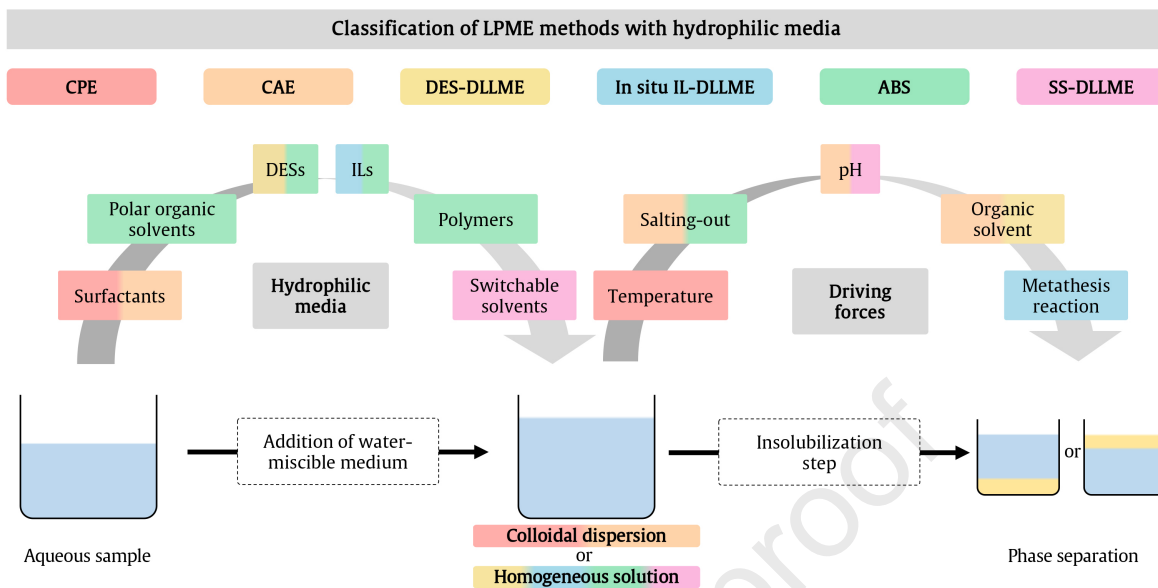 Classification of LPME methods with hydrophilic media
CPE
CAE
DES-DLLME
In situ IL-DLLME
ABS
SS-DLLME
DESs
ILs
pH
Polar organic
solvents
Polymers
Salting-out
Organic
solvent
Surfactants
Hydrophilic
media
Switchable
solvents
Temperature
Driving
forces
Metathesis
reaction
Addition of water-
miscible medium
Insolubilization
step
or
Aqueous sample
Colloidal dispersion
or
Homogeneous solution
Phase separation
proof